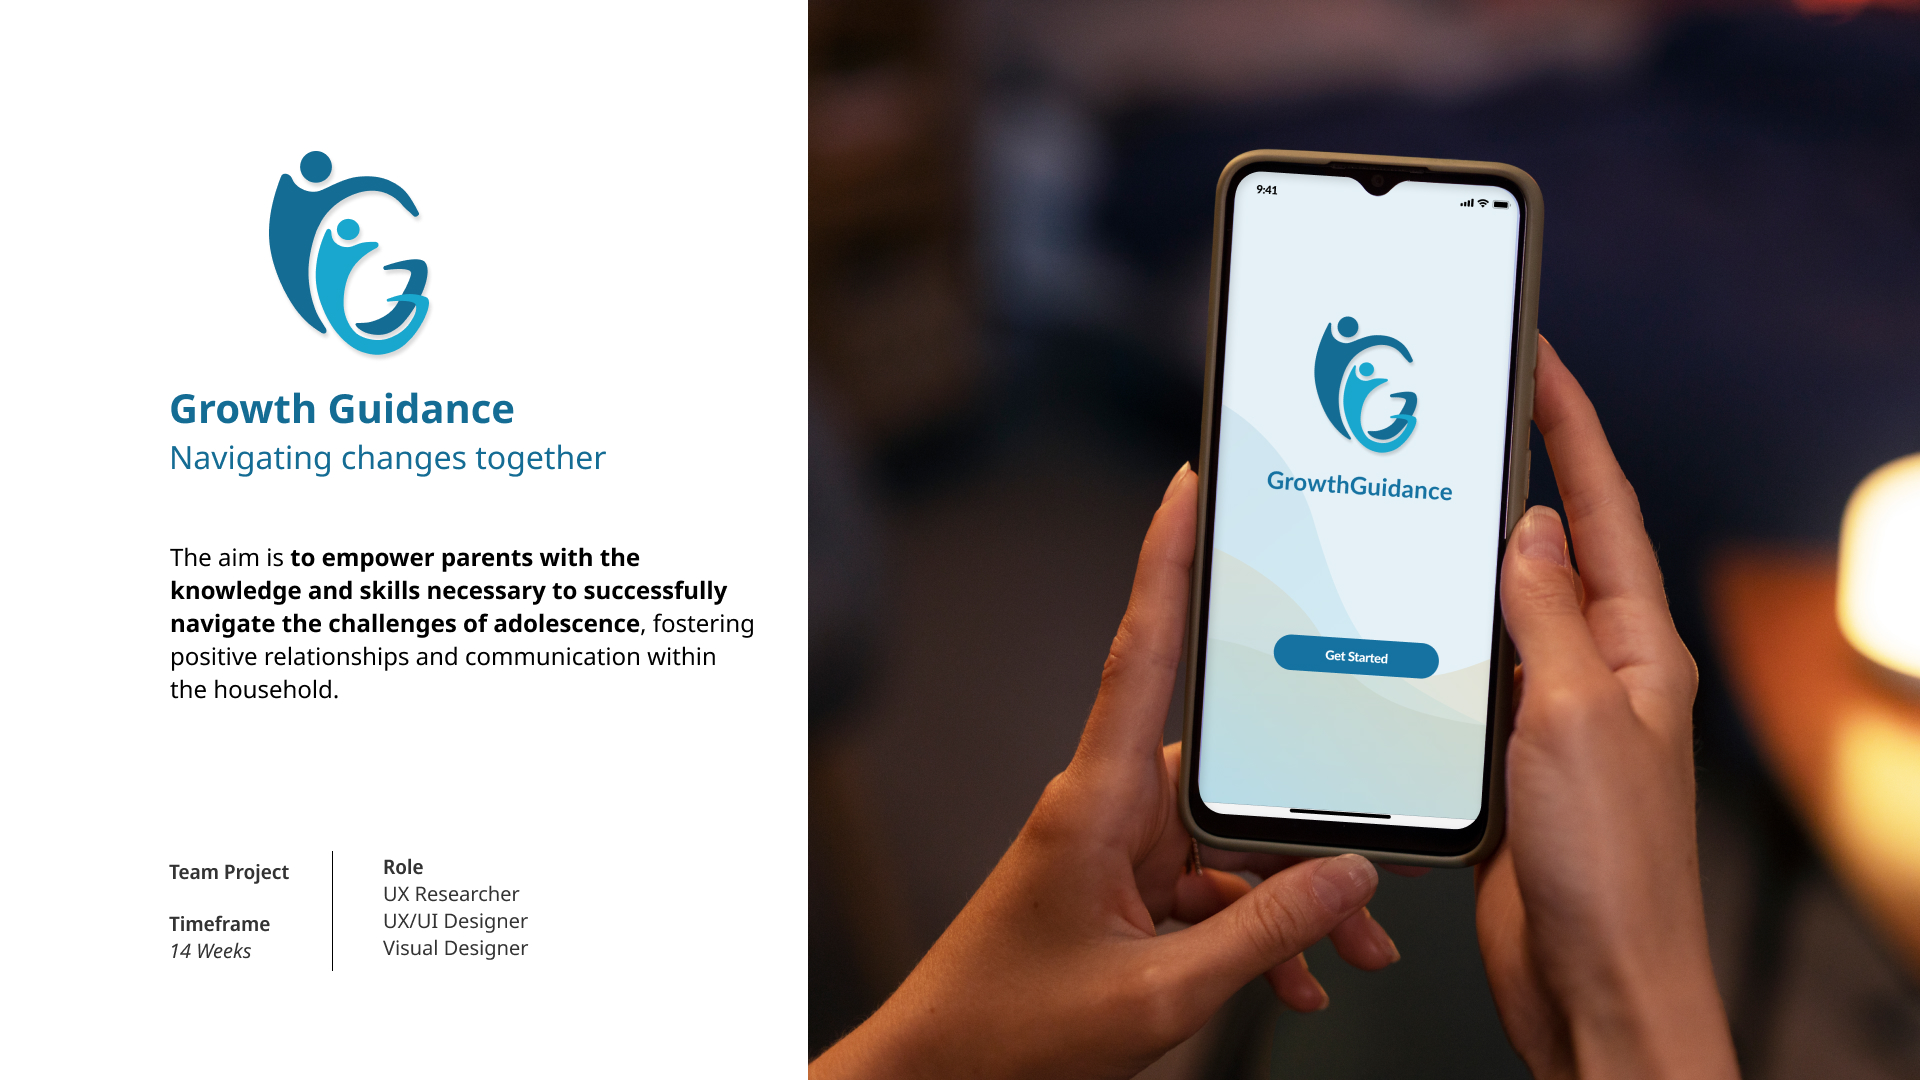 Growth Guidance
Navigating changes together
The aim is to empower parents with the
knowledge and skills necessary to successfully
navigate the challenges of adolescence, fostering
positive relationships and communication within
the household.
Team Project
Timeframe
14 Weeks
Role
UX Researcher
UX/UI Designer
Visual Designer
9:41
GrowthGuidance
Get Started